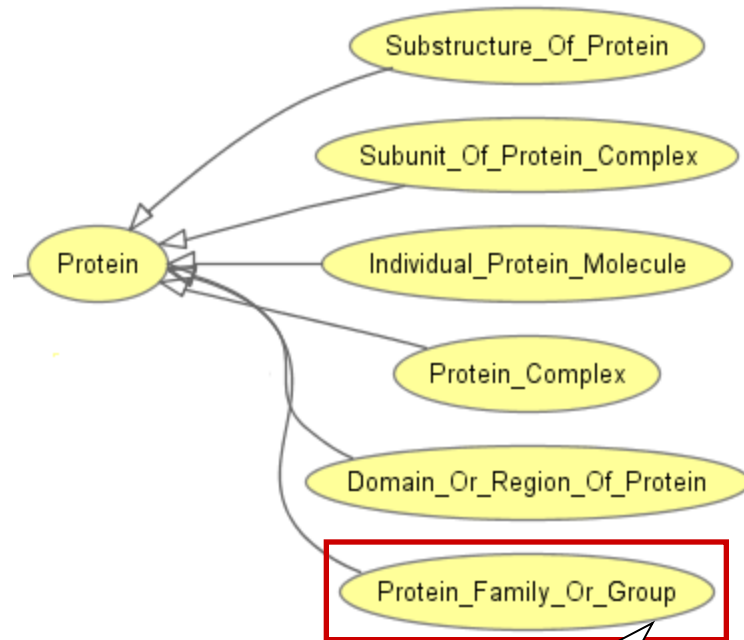 Substructure_Of_Protein
Subunit_Of_Protein_Complex
Protein
Individual_Protein_Molecule
Protein_Complex
Domain_Or_Region_Of_Protein
Protein_Family_Or_Group